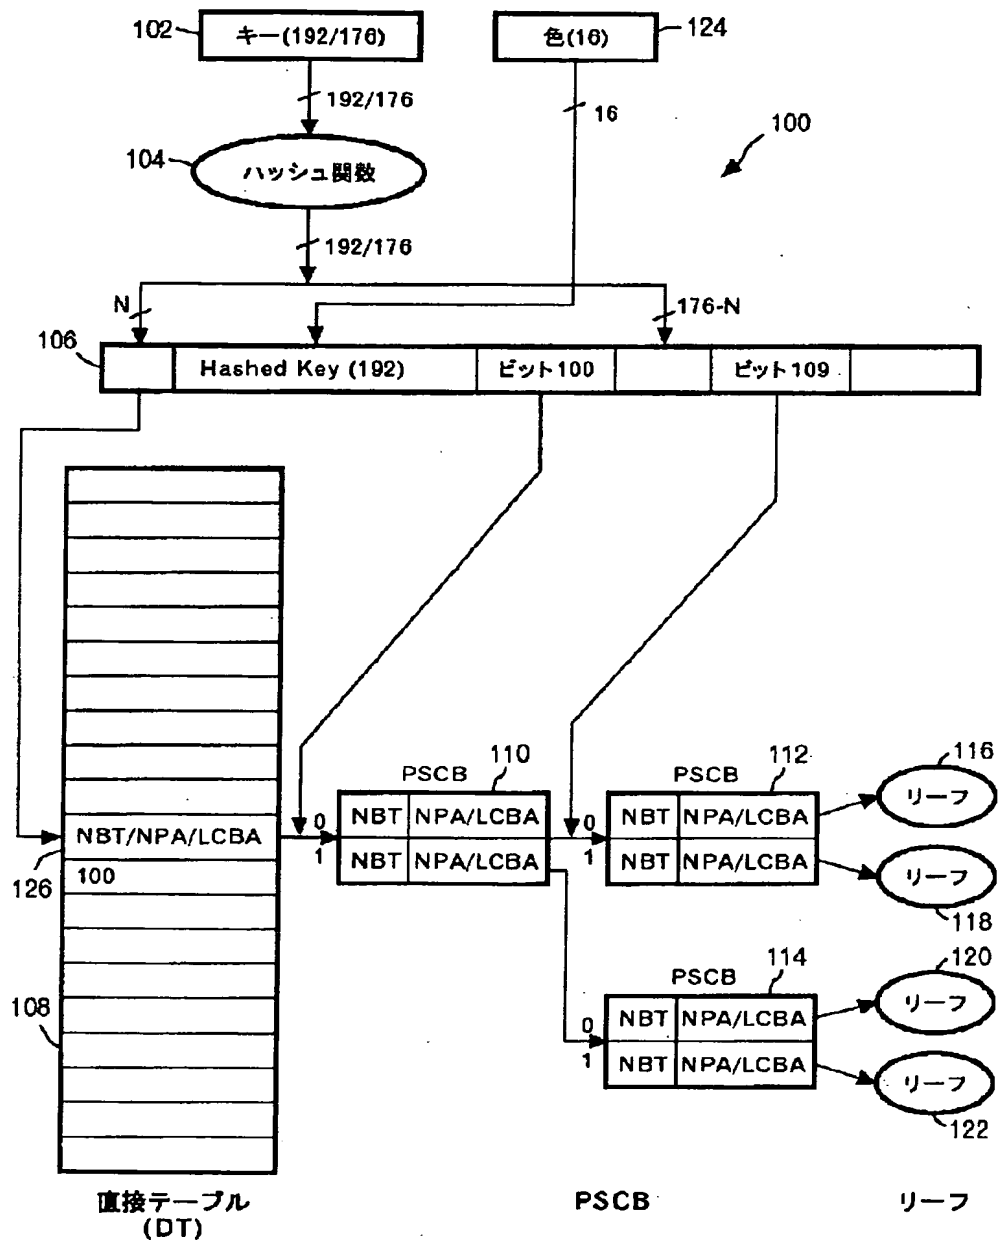 102
キー(192/176)
色(16)
124
192/176
16
100
104
ハッシュ関数
192/176
N
176-N
106
Hashed Key (192)
ビット100
ビット109
110
112
116
PSCB
PSCB
リーフ
NBT/NPA/LCBA
0
1
NBT
NPA/LCBA
NBT
NPA/LCBA
0
1
NBT
NPA/LCBA
NBT
NPA/LCBA
126
100
リーフ
118
114
120
PSCB
108
0
1
NBT
NPA/LCBA
NBT
NPA/LCBA
リーフ
リーフ
122
直接テーブル
(DT)
PSCB
リーフ